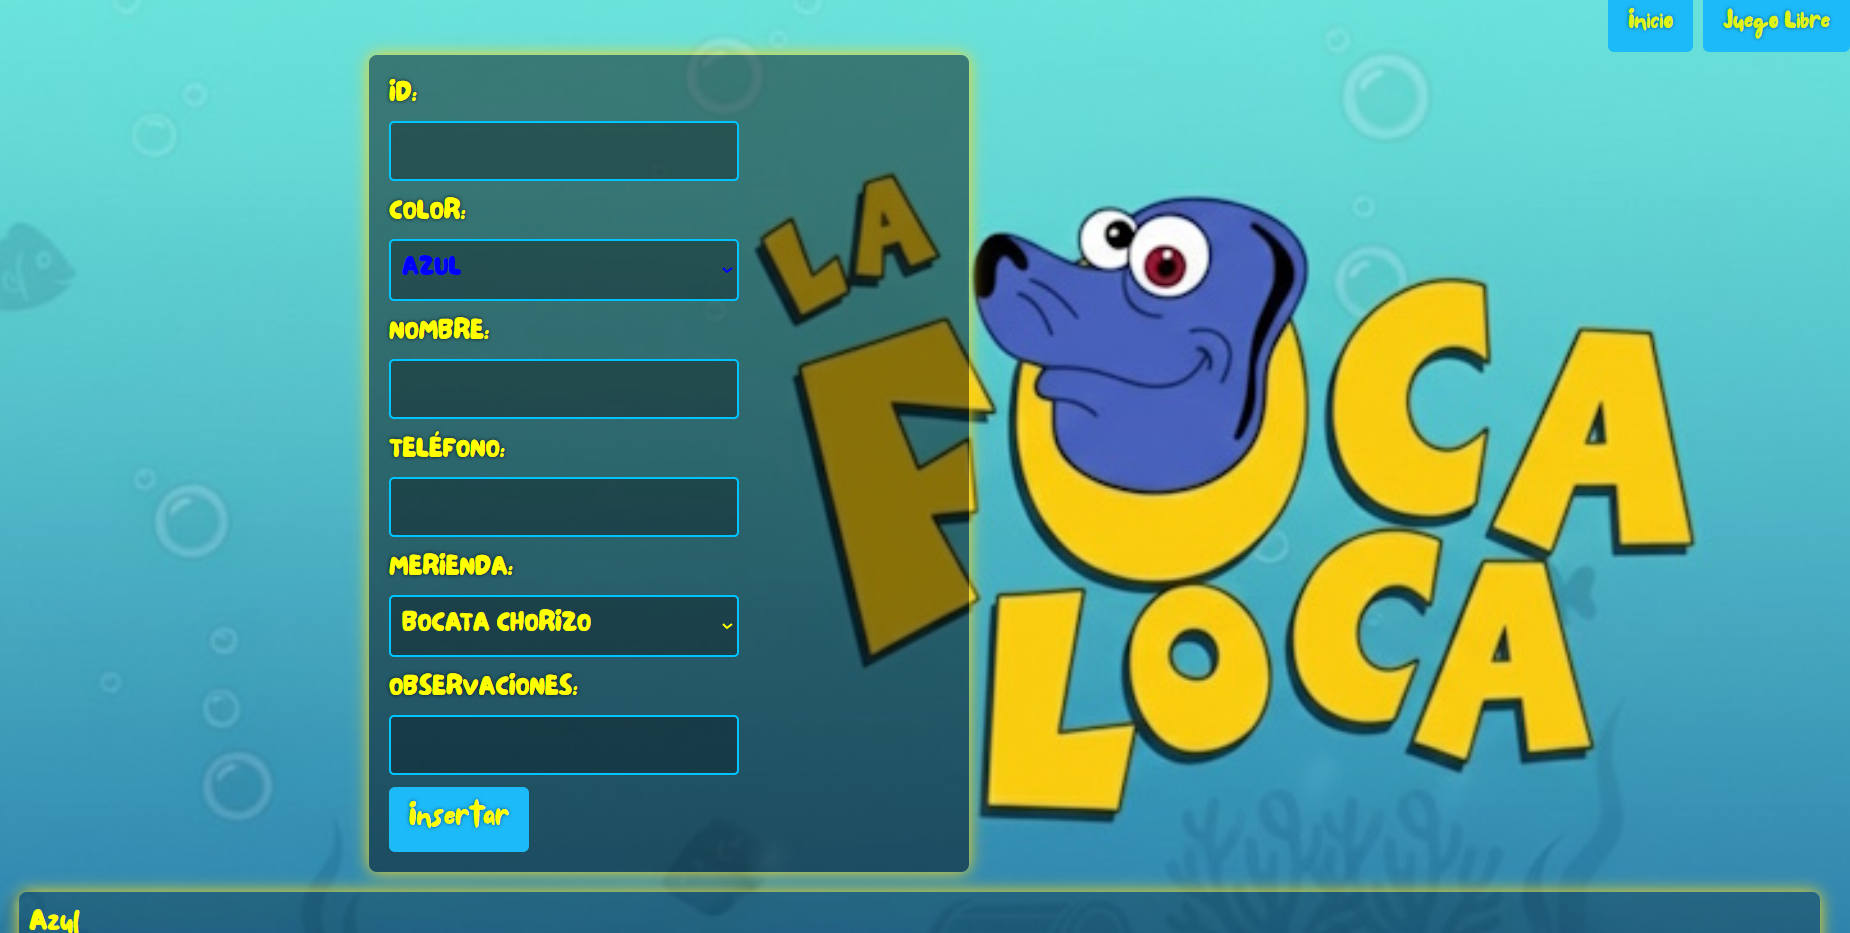 Inicio
Juego Libre
ID:
COLOR:
AZUL
NOMBRE:
TELÉFONO:
MERIENDA:
BOCATA CHORIZO
OBSERVACIONES:
insertar
LA
FOCA
LOCA
Azul